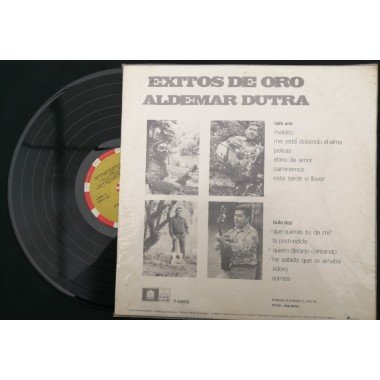 EXITOS DE ORO
ALDEMAR DUTRA
lado uno
maldito
me está doliendo el alma
peleas
ebrio de amor
caminemos
esta tarde vi llover
lado dos
que quieres tu de mi?
la pretendida
quiero decirte cantando
he sabido que te amaba
adoro
somos